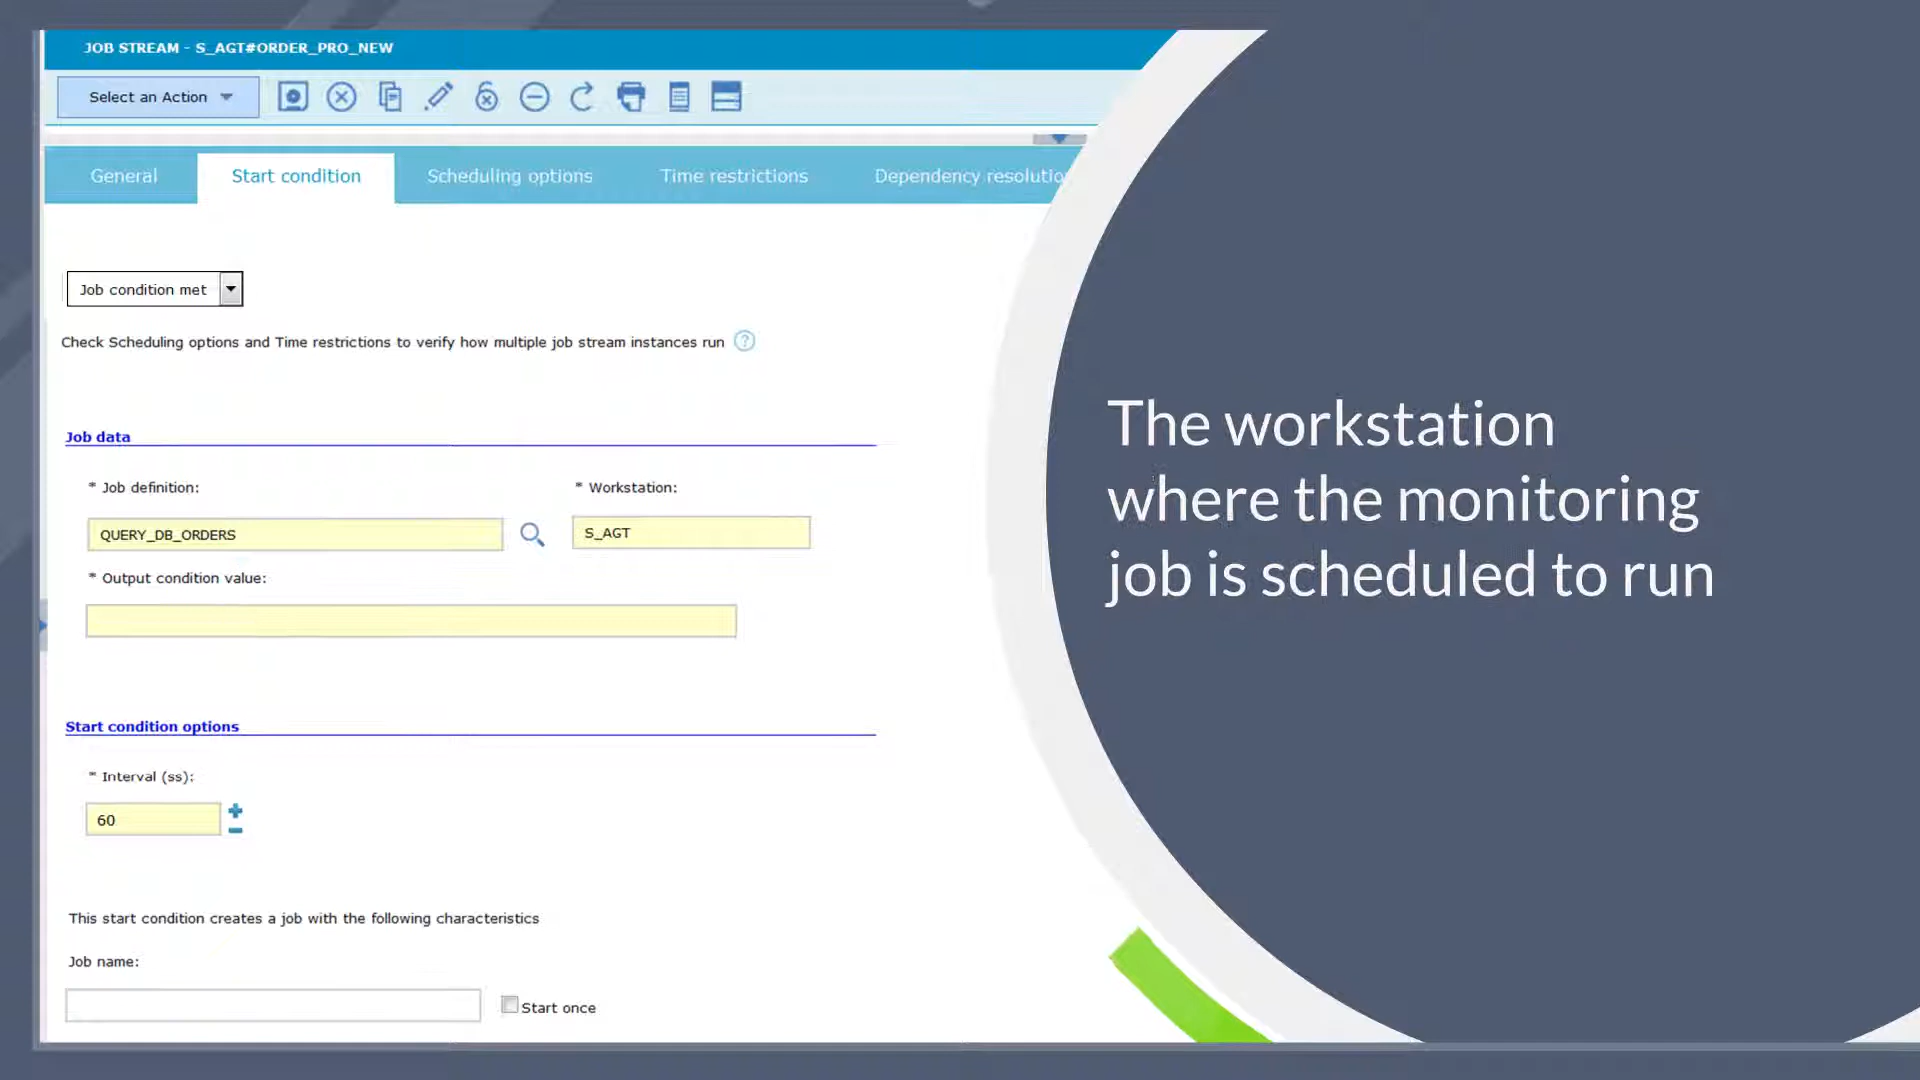 JOB STREAM - S_AGT#ORDER_PRO_NEW
Select an Action
General
Start condition
Scheduling options
Time restrictions
Dependency resolutio
Job condition met
Check Scheduling options and Time restrictions to verify how multiple job stream instances run ?
Job data
* Job definition:
* Workstation:
QUERY_DB_ORDERS
S_AGT
* Output condition value:
Start condition options
* Interval (ss):
60
This start condition creates a job with the following characteristics
Job name:
Start once
The workstation
where the monitoring
job is scheduled to run